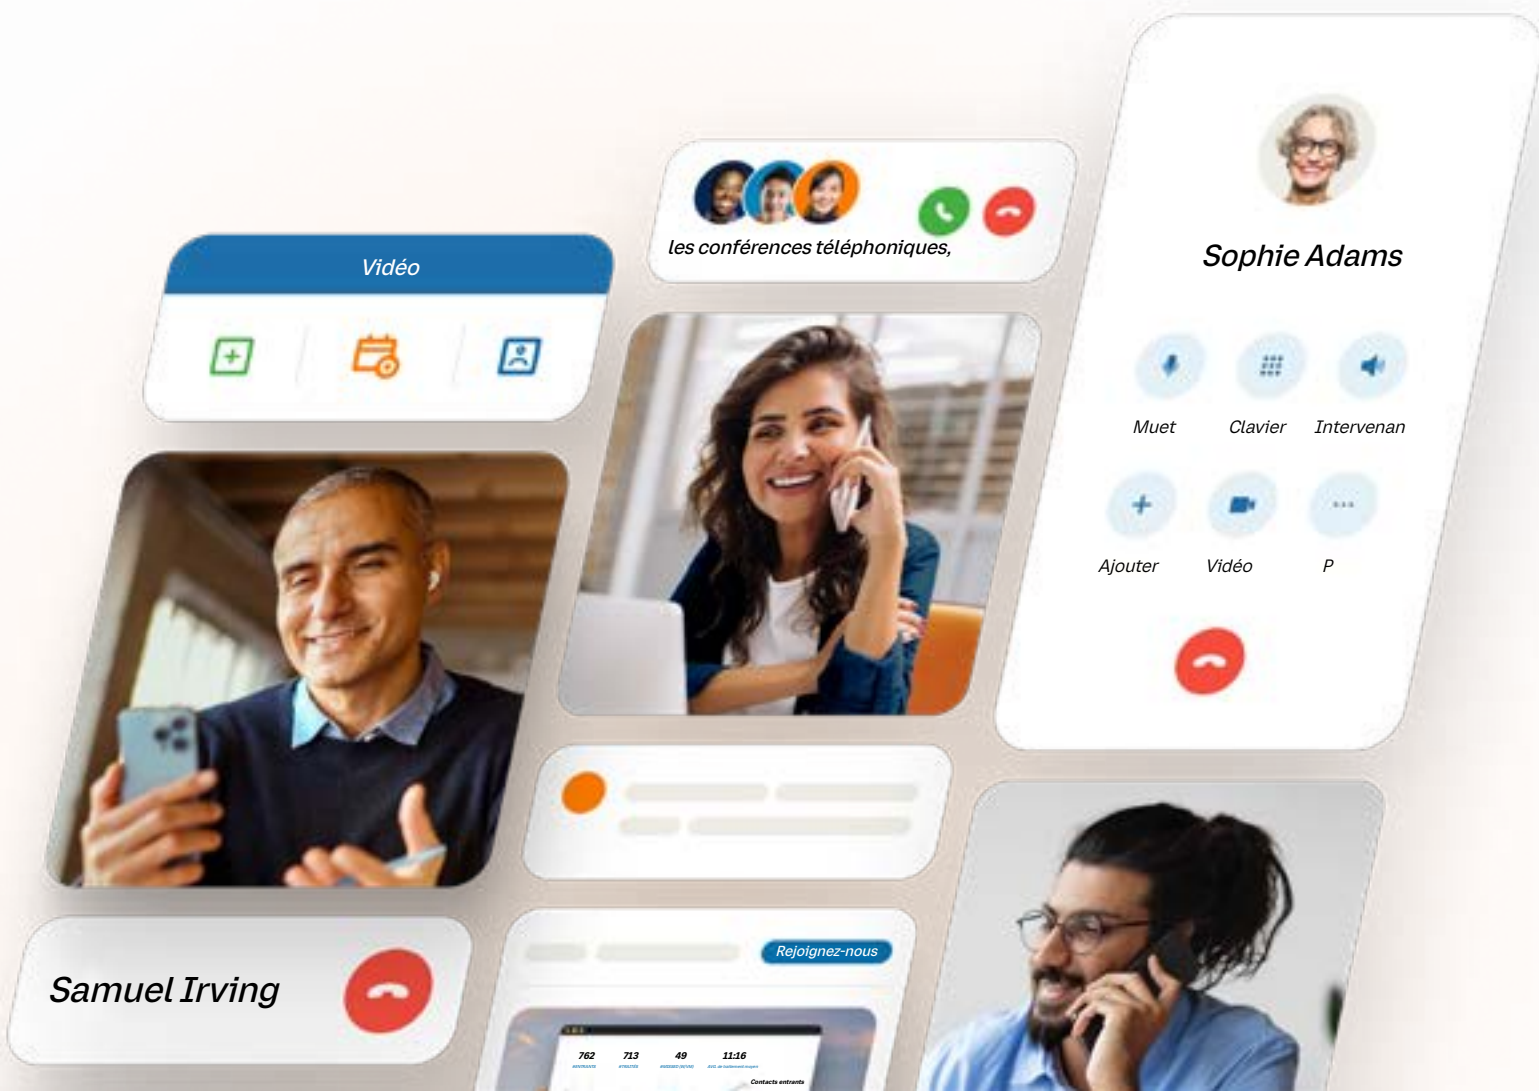 Vidéo
les conférences téléphoniques,
Sophie Adams
Muet
Clavier
Intervenan
Ajouter
Vidéo
P
Samuel Irving
Rejoignez-nous
762
713
49
11:16
Contacts entrants